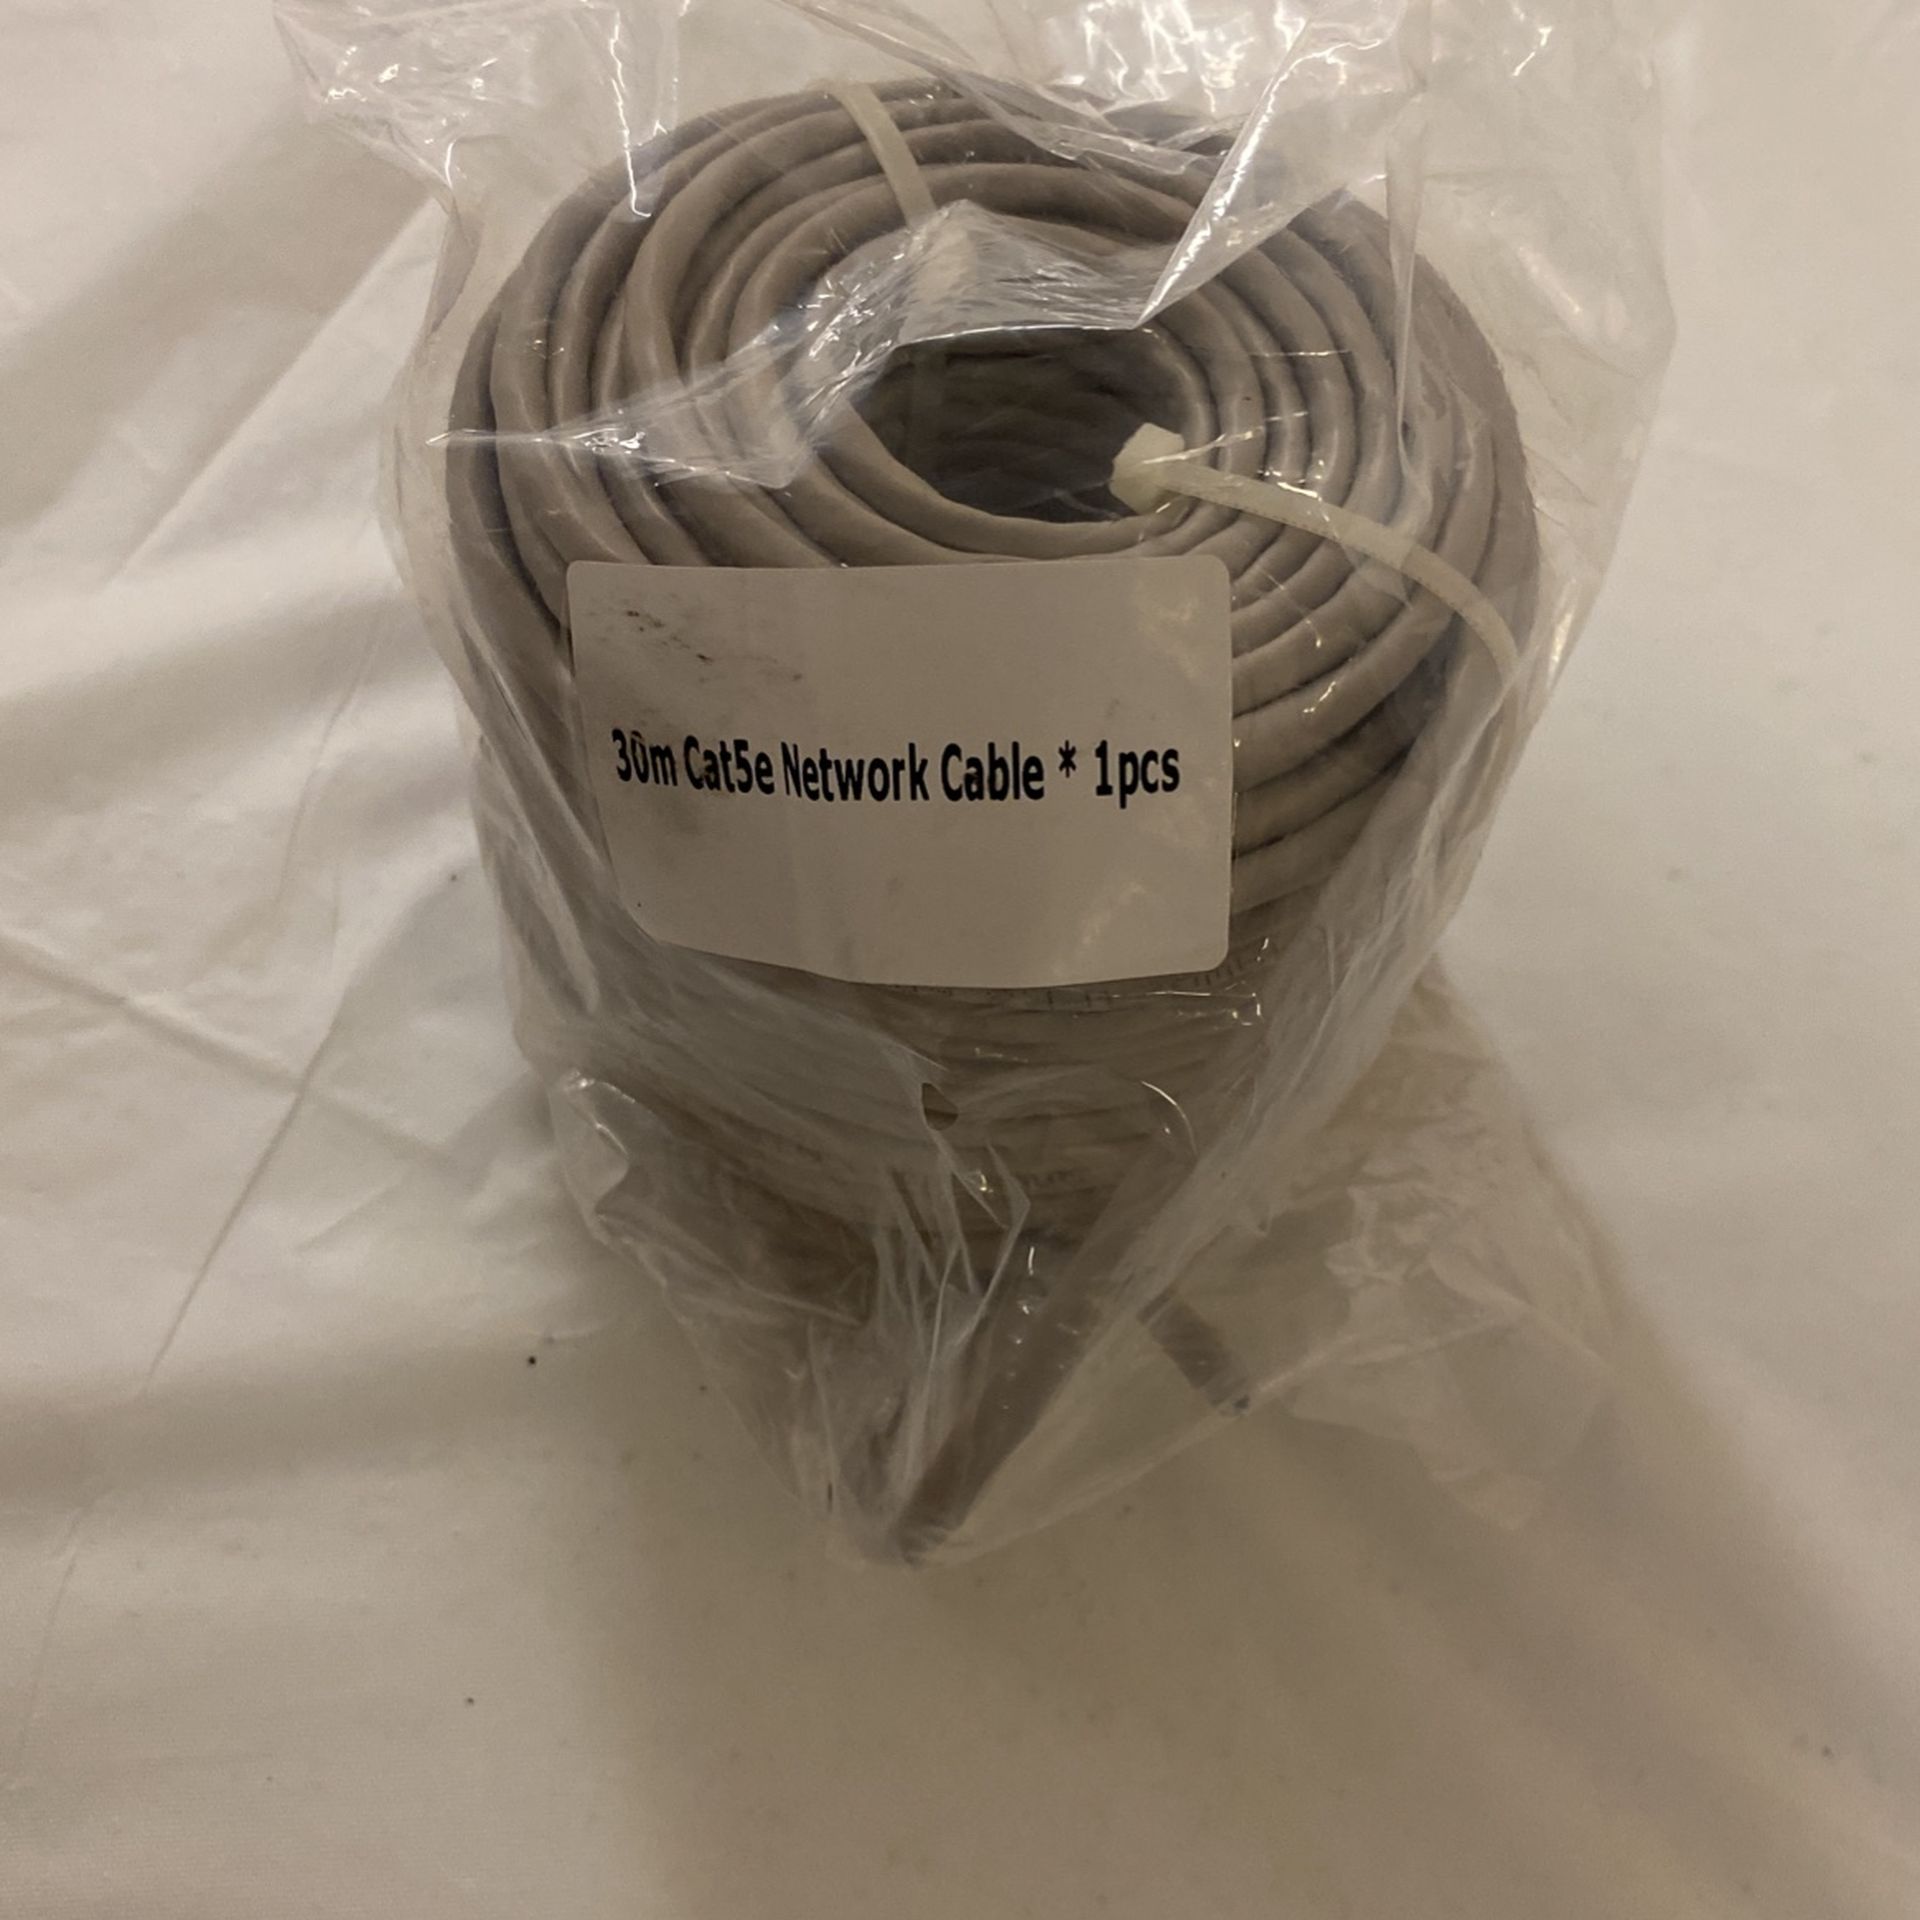 30m Cat5e Network Cable * 1pcs